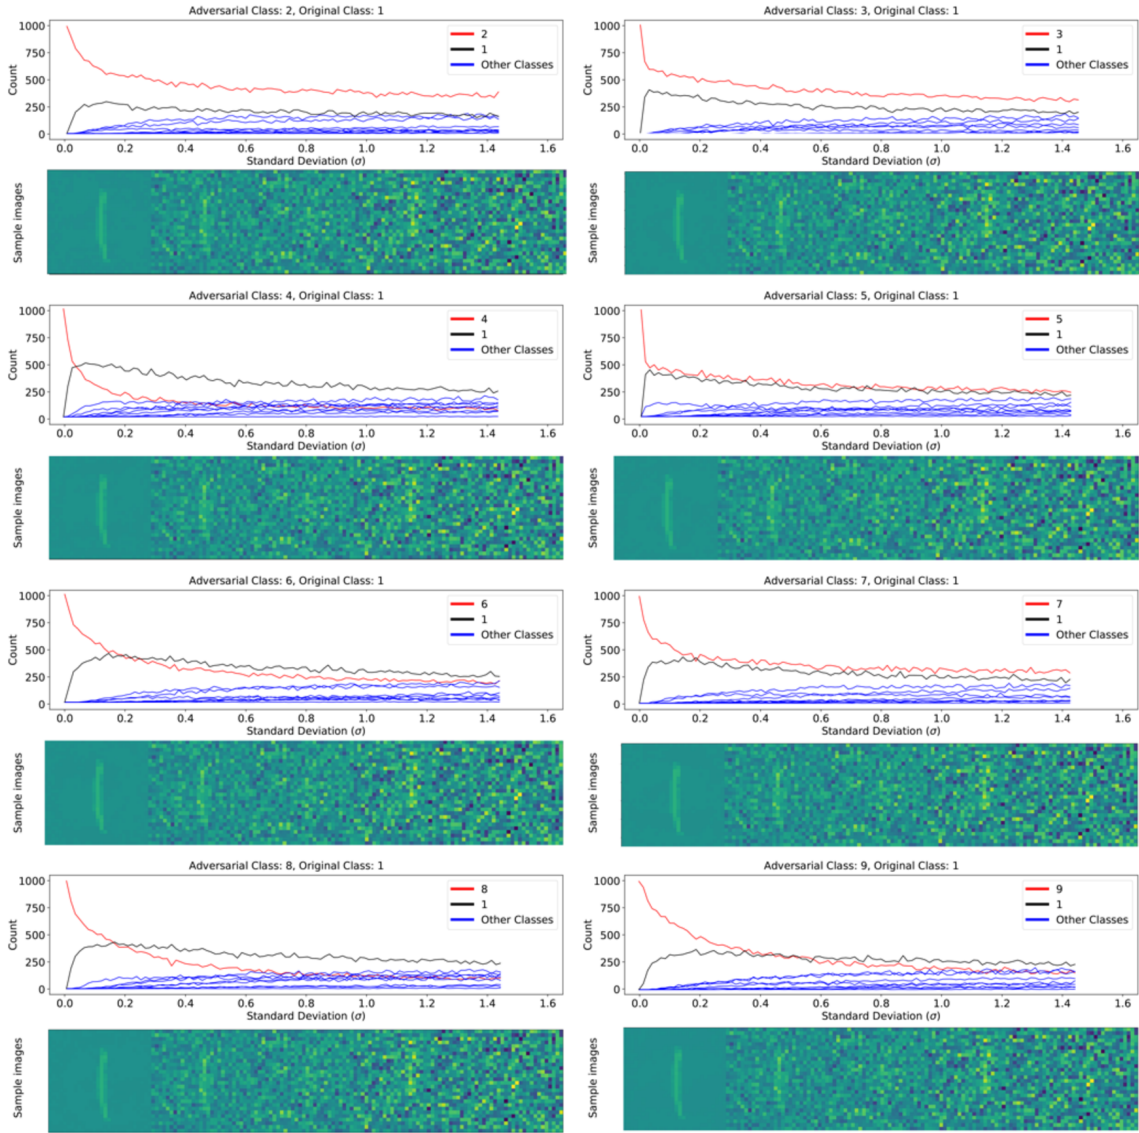 Adversarial Class: 2, Original Class: 1
1000
750
500
250
0
Count
2
1
Other Classes
0.0 0.2 0.4 0.6 0.8 1.0 1.2 1.4 1.6
Standard Deviation (σ)
Sample images
Adversarial Class: 3, Original Class: 1
1000
750
500
250
0
Count
3
1
Other Classes
0.0 0.2 0.4 0.6 0.8 1.0 1.2 1.4 1.6
Standard Deviation (σ)
Sample images
Adversarial Class: 4, Original Class: 1
1000
750
500
250
0
Count
4
1
Other Classes
0.0 0.2 0.4 0.6 0.8 1.0 1.2 1.4 1.6
Standard Deviation (σ)
Sample images
Adversarial Class: 5, Original Class: 1
1000
750
500
250
0
Count
5
1
Other Classes
0.0 0.2 0.4 0.6 0.8 1.0 1.2 1.4 1.6
Standard Deviation (σ)
Sample images
Adversarial Class: 6, Original Class: 1
1000
750
500
250
0
Count
6
1
Other Classes
0.0 0.2 0.4 0.6 0.8 1.0 1.2 1.4 1.6
Standard Deviation (σ)
Sample images
Adversarial Class: 7, Original Class: 1
1000
750
500
250
0
Count
7
1
Other Classes
0.0 0.2 0.4 0.6 0.8 1.0 1.2 1.4 1.6
Standard Deviation (σ)
Sample images
Adversarial Class: 8, Original Class: 1
1000
750
500
250
0
Count
8
1
Other Classes
0.0 0.2 0.4 0.6 0.8 1.0 1.2 1.4 1.6
Standard Deviation (σ)
Sample images
Adversarial Class: 9, Original Class: 1
1000
750
500
250
0
Count
9
1
Other Classes
0.0 0.2 0.4 0.6 0.8 1.0 1.2 1.4 1.6
Standard Deviation (σ)
Sample images